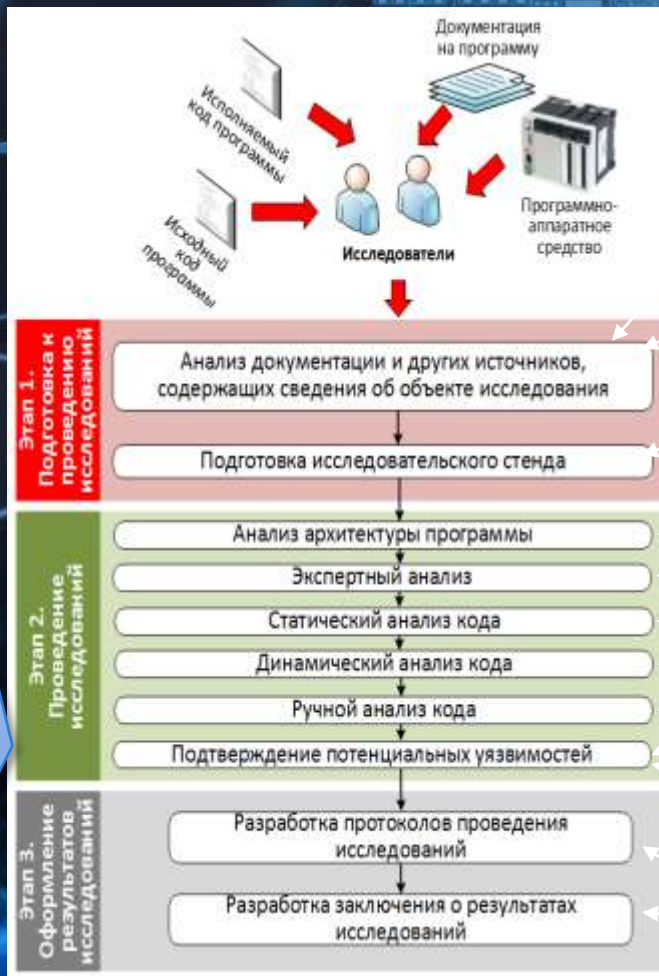 Документация
на программу
Исполняемый
код программы
Исходный
код
программы
Исследователи
Программно-
аппаратное
средство
Этап 1.
Подготовка к
проведению
исследований
Анализ документации и других источников,
содержащих сведения об объекте исследования
Подготовка исследовательского стенда
Этап 2.
Проведение
исследований
Анализ архитектуры программы
Экспертный анализ
Статический анализ кода
Динамический анализ кода
Ручной анализ кода
Подтверждение потенциальных уязвимостей
Этап 3.
Оформление
результатов
исследований
Разработка протоколов проведения
исследований
Разработка заключения о результатах
исследований